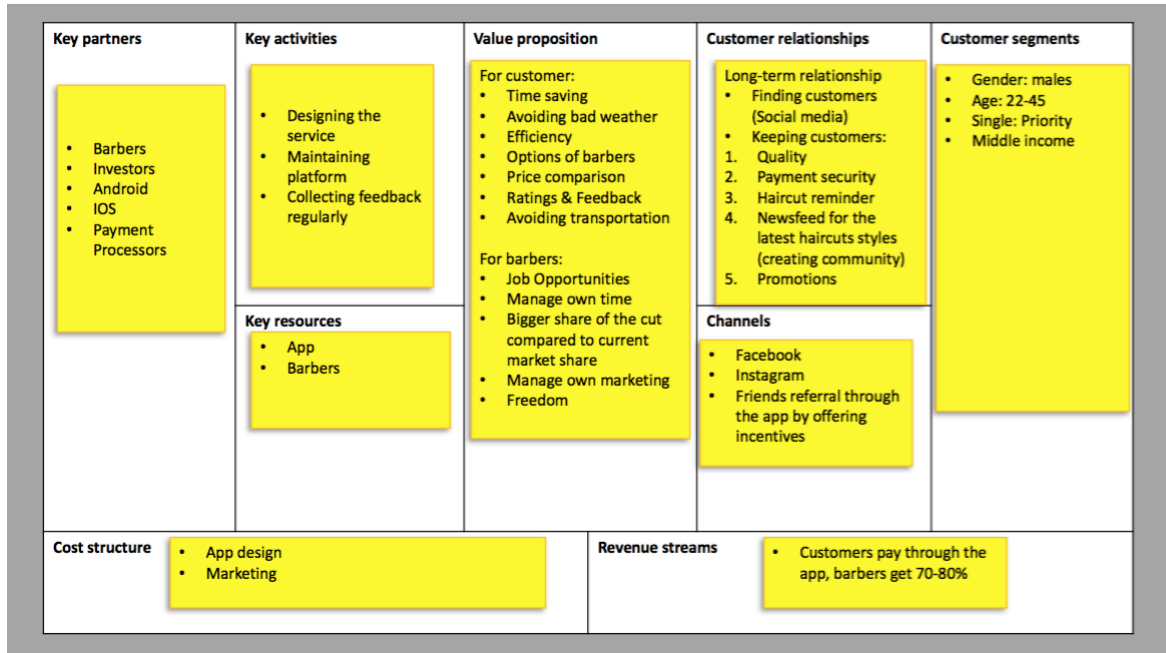 Key partners
• Barbers
• Investors
• Android
• IOS
• Payment
Processors
Key activities
• Designing the
service
• Maintaining
platform
• Collecting feedback
regularly
Key resources
• App
• Barbers
Value proposition
For customer:
• Time saving
• Avoiding bad weather
• Efficiency
• Options of barbers
• Price comparison
• Ratings & Feedback
• Avoiding transportation
For barbers:
• Job Opportunities
• Manage own time
• Bigger share of the cut
compared to current
market share
• Manage own marketing
• Freedom
Customer relationships
Long-term relationship
• Finding customers
(Social media)
• Keeping customers:
1. Quality
2. Payment security
3. Haircut reminder
4. Newsfeed for the
latest haircuts styles
(creating community)
5. Promotions
Channels
• Facebook
• Instagram
• Friends referral through
the app by offering
incentives
Customer segments
• Gender: males
• Age: 22-45
• Single: Priority
• Middle income
Cost structure
• App design
• Marketing
Revenue streams
• Customers pay through the
app, barbers get 70-80%